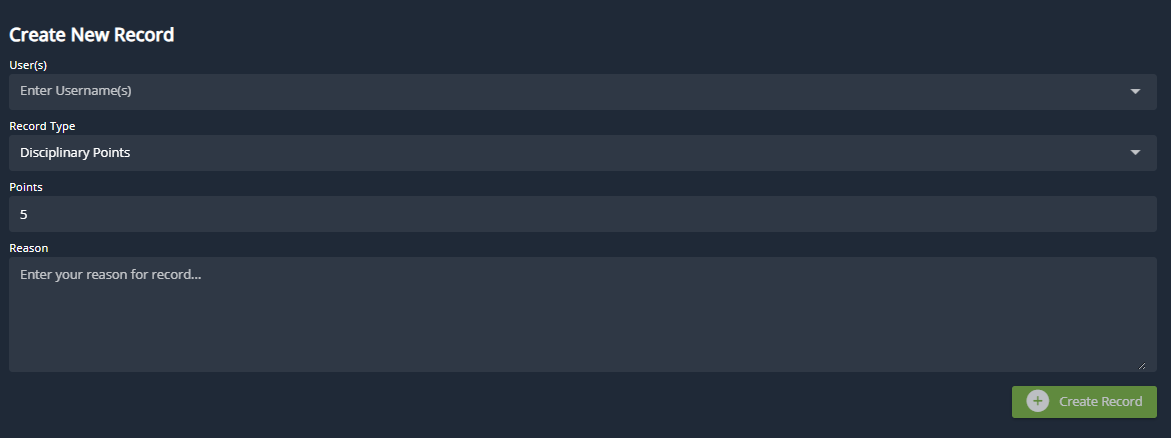 Create New Record
User(s)
Enter Username(s)
Record Type
Disciplinary Points
Points
5
Reason
Enter your reason for record...
Create Record